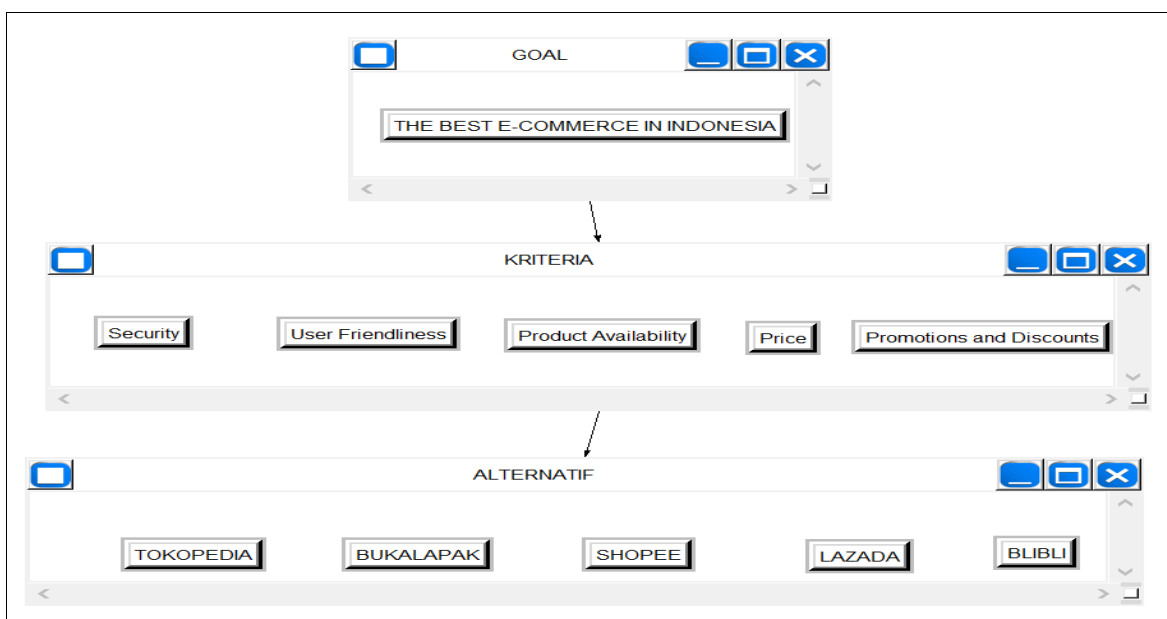 GOAL
THE BEST E-COMMERCE IN INDONESIA
KRITERIA
Security
User Friendliness
Product Availability
Price
Promotions and Discounts
ALTERNATIF
TOKOPEDIA
BUKALAPAK
SHOPEE
LAZADA
BLIBLI